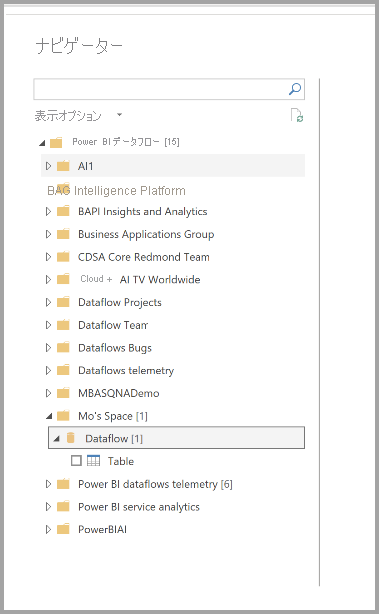 ナビゲーター
表示オプション
Power BI データフロー [15]
AI1
BAG Intelligence Platform
BAPI Insights and Analytics
Business Applications Group
CDSA Core Redmond Team
Cloud + AI TV Worldwide
Dataflow Projects
Dataflow Team
Dataflows Bugs
Dataflows telemetry
MBASQNADemo
Mo's Space [1]
Dataflow [1]
Table
Power BI dataflows telemetry [6]
Power BI service analytics
PowerBIAI